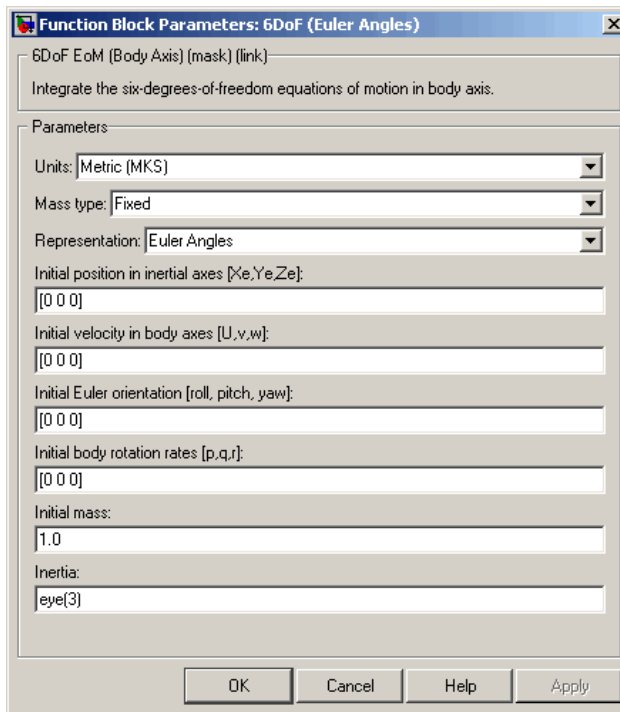 Function Block Parameters: 6DoF (Euler Angles)
6DoF EoM (Body Axis) (mask) (link)
Integrate the six-degrees-of-freedom equations of motion in body axis.
Parameters
Units: Metric (MKS)
Mass type: Fixed
Representation: Euler Angles
Initial position in inertial axes [Xe,Ye,Ze]:
[0 0 0]
Initial velocity in body axes [U,v,w]:
[0 0 0]
Initial Euler orientation [roll, pitch, yaw]:
[0 0 0]
Initial body rotation rates [p,q,r]:
[0 0 0]
Initial mass:
1.0
Inertia:
eye(3)
OK Cancel Help Apply